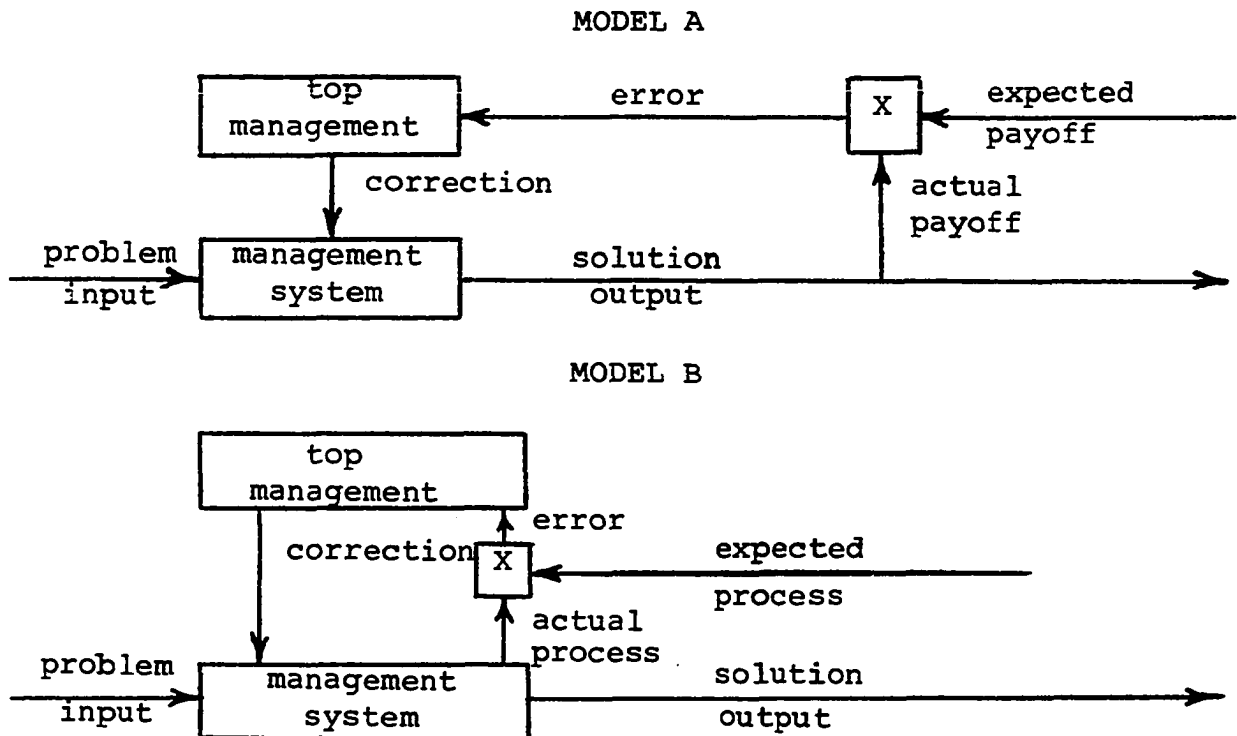 MODEL A
top
management
error
X
expected
payoff
correction
actual
payoff
problem
input
management
system
solution
output
MODEL B
top
management
error
correction
X
expected
process
actual
process
problem
input
management
system
solution
output